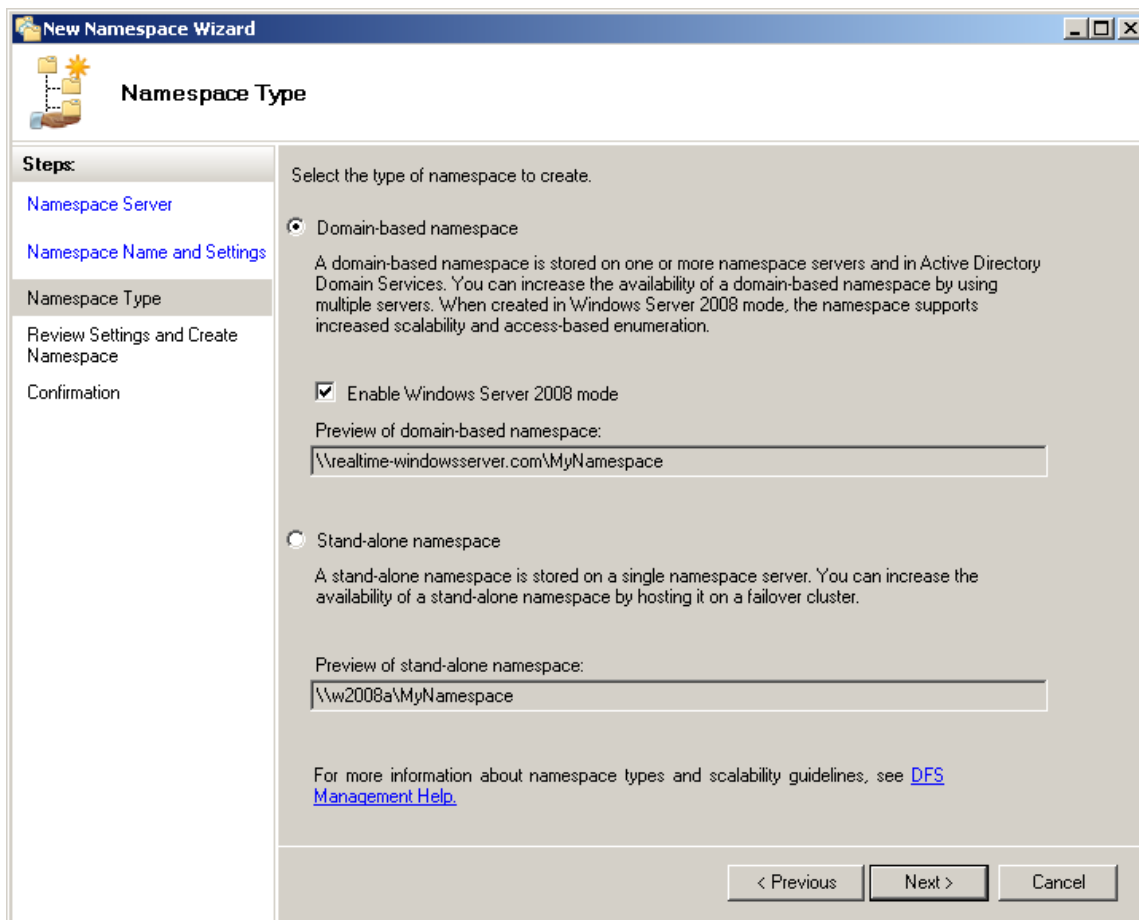 New Namespace Wizard
Namespace Type
Steps:
Namespace Server
Namespace Name and Settings
Namespace Type
Review Settings and Create
Namespace
Confirmation
Select the type of namespace to create.
Domain-based namespace
A domain-based namespace is stored on one or more namespace servers and in Active Directory
Domain Services. You can increase the availability of a domain-based namespace by using
multiple servers. When created in Windows Server 2008 mode, the namespace supports
increased scalability and access-based enumeration.
Enable Windows Server 2008 mode
Preview of domain-based namespace:
\\realtime-windowsserver.com\MyNamespace
Stand-alone namespace
A stand-alone namespace is stored on a single namespace server. You can increase the
availability of a stand-alone namespace by hosting it on a failover cluster.
Preview of stand-alone namespace:
\\w2008a\MyNamespace
For more information about namespace types and scalability guidelines, see DFS
Management Help.
< Previous
Next >
Cancel